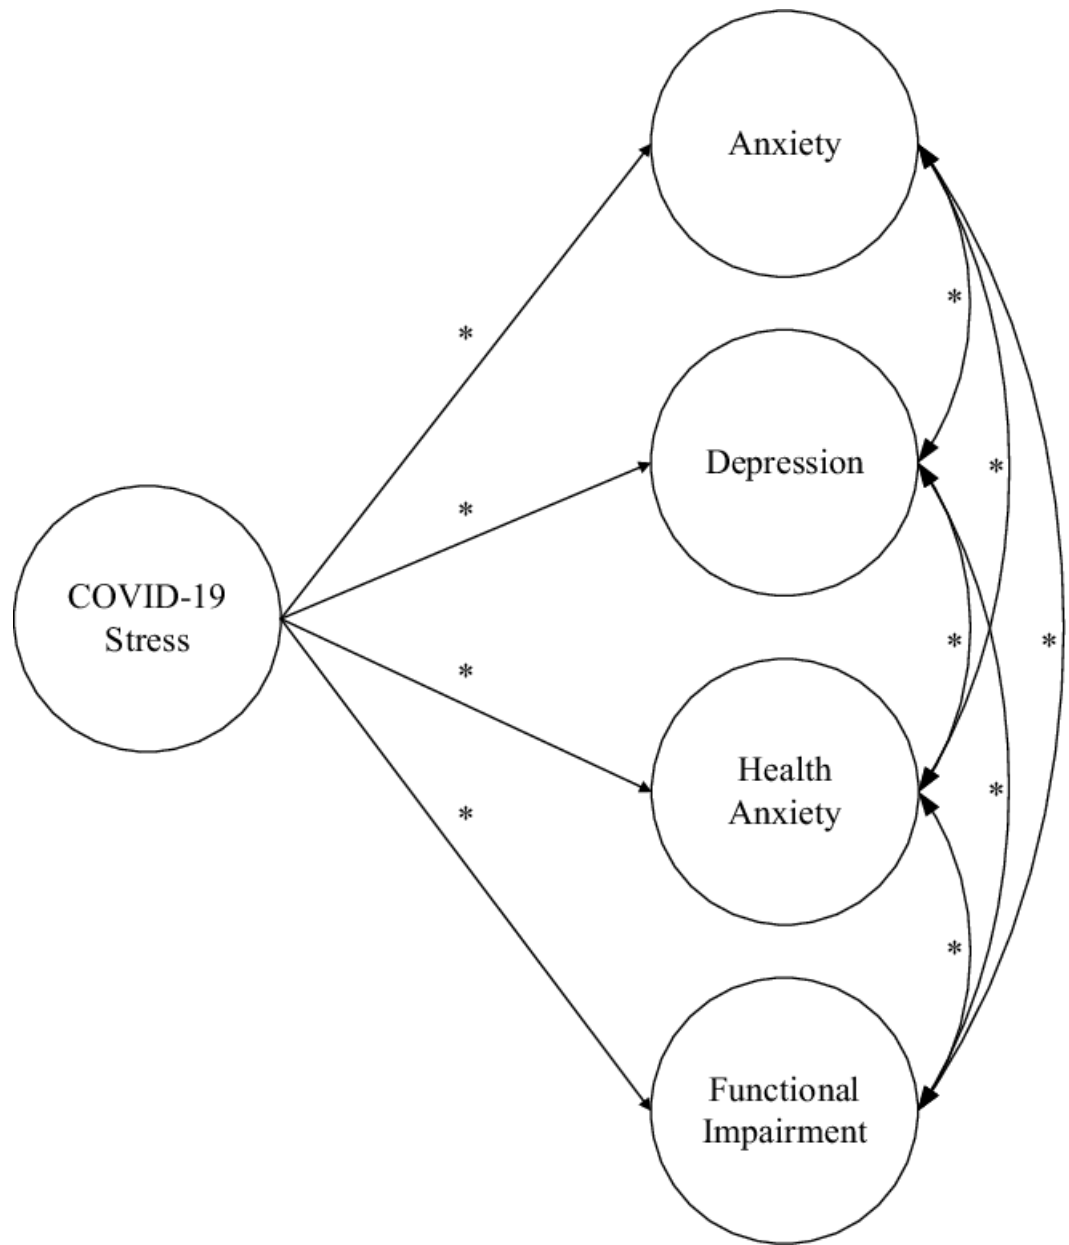 Anxiety
*
*
Depression
*
*
COVID-19
Stress
*
*
*
*
Health
Anxiety
*
*
Functional
Impairment